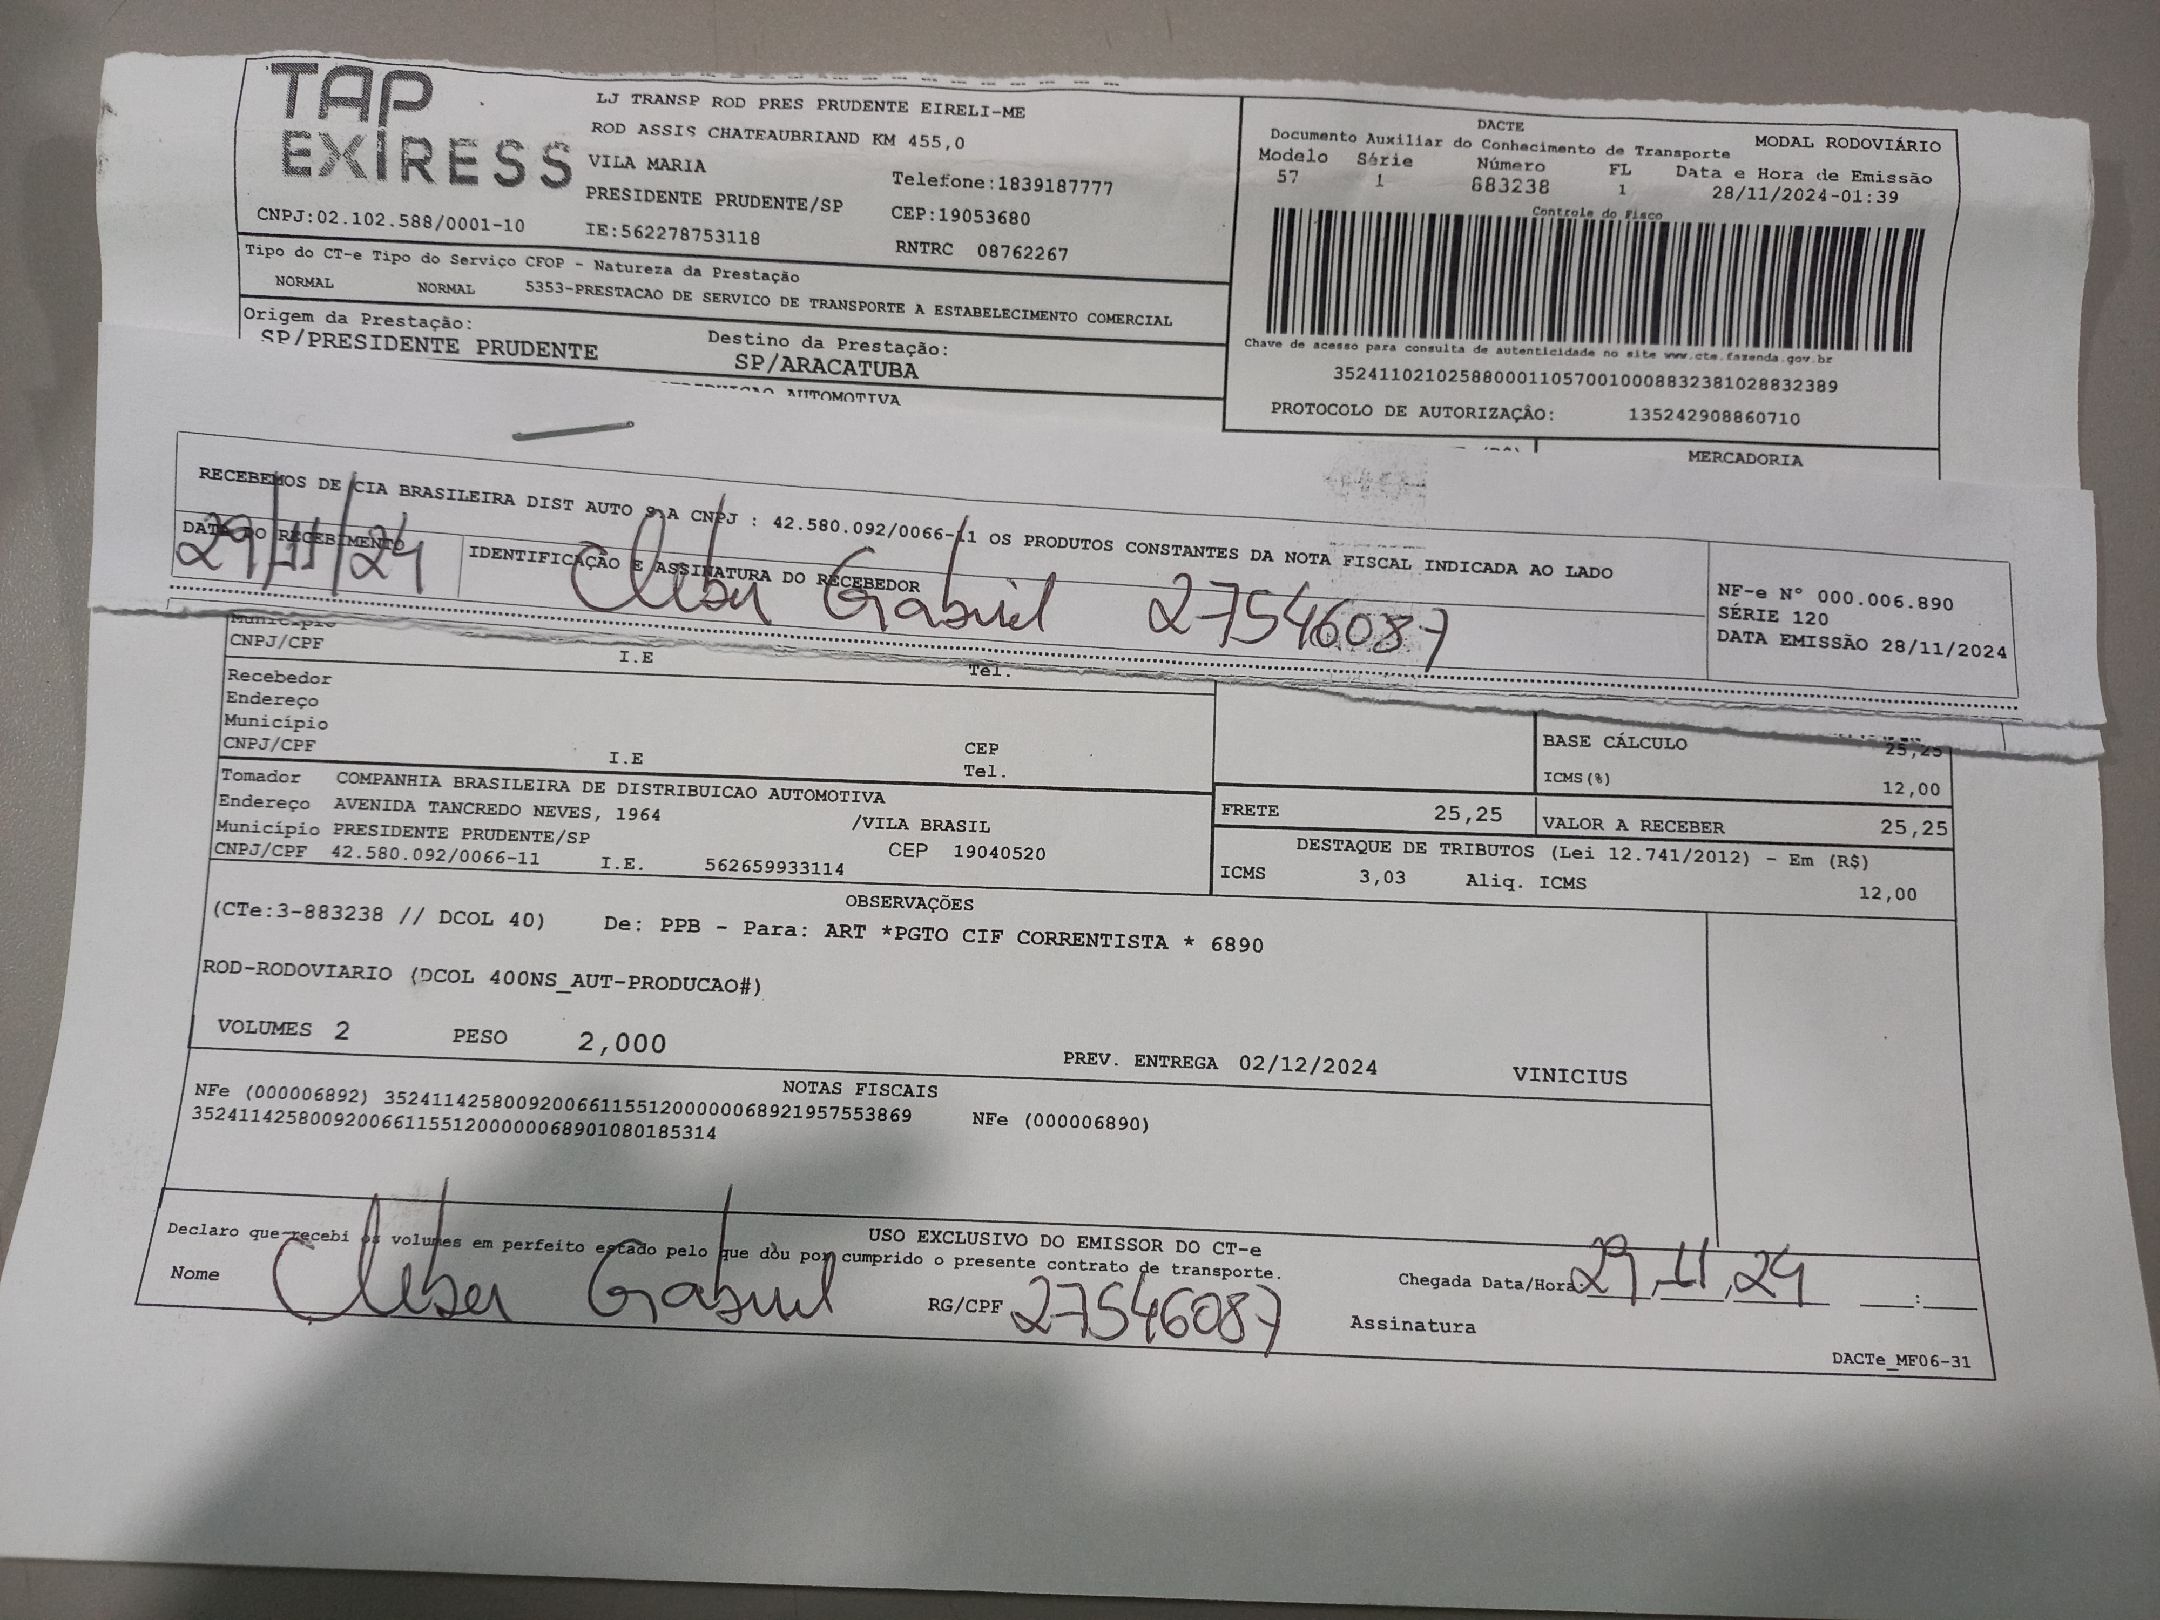 TAP
EXIRESS
LJ TRANSP ROD PRES PRUDENTE EIRELI-ME
ROD ASSIS CHATEAUBRIAND KM 455,0
VILA MARIA
Telefone:1839187777
PRESIDENTE PRUDENTE/SP
CEP:19053680
CNPJ:02.102.588/0001-10
IE:562278753118
RNTRC 08762267
DACTE
MODAL RODOVIÁRIO
Documento Auxiliar do Conhecimento de Transporte
Modelo Série Número FL Data e Hora de Emissão
57 1 883238 1 28/11/2024-01:39
Controle do Fisco
Chave de acesso para consulta de autenticidade no site www.cte.fazenda.gov.br
35241102102588000110570010008832381028832389
PROTOCOLO DE AUTORIZAÇÂO: 135242908860710
Tipo do CT-e Tipo do Serviço CFOP - Natureza da Prestação
NORMAL NORMAL 5353-PRESTACAO DE SERVICO DE TRANSPORTE A ESTABELECIMENTO COMERCIAL
Origem da Prestação: Destino da Prestação:
SP/PRESIDENTE PRUDENTE SP/ARACATUBA
AUTOMOTIVA
MERCADORIA
RECEBEMOS DE CIA BRASILEIRA DIST AUTO S A CNPJ : 42.580.092/0066-11 OS PRODUTOS CONSTANTES DA NOTA FISCAL INDICADA AO LADO
DATA DO RECEBIMENTO IDENTIFICAÇÃO E ASSINATURA DO RECEBEDOR
29/11/24 Cleber Gabriel 27546087
NF-e N° 000.006.890
SÉRIE 120
DATA EMISSÃO 28/11/2024
Município
CNPJ/CPF I.E Tel.
Recebedor
Endereço
Município CEP
CNPJ/CPF I.E Tel.
BASE CÁLCULO 25,25
ICMS(%) 12,00
FRETE 25,25 VALOR A RECEBER 25,25
DESTAQUE DE TRIBUTOS (Lei 12.741/2012) - Em (R$)
ICMS 3,03 Aliq. ICMS 12,00
Tomador COMPANHIA BRASILEIRA DE DISTRIBUICAO AUTOMOTIVA
Endereço AVENIDA TANCREDO NEVES, 1964 /VILA BRASIL
Município PRESIDENTE PRUDENTE/SP CEP 19040520
CNPJ/CPF 42.580.092/0066-11 I.E. 562659933114
OBSERVAÇÕES
(CTe:3-883238 // DCOL 40) De: PPB - Para: ART *PGTO CIF CORRENTISTA * 6890
ROD-RODOVIARIO (DCOL 400NS_AUT-PRODUCAO#)
VOLUMES 2 PESO 2,000 PREV. ENTREGA 02/12/2024 VINICIUS
NOTAS FISCAIS
NFe (000006892) 35241142580092006611551200000068921957553869 NFe (000006890)
35241142580092006611551200000068901080185314
USO EXCLUSIVO DO EMISSOR DO CT-e
Declaro que recebi os volumes em perfeito estado pelo que dou por cumprido o presente contrato de transporte.
Nome Cleber Gabriel RG/CPF 27546087
Chegada Data/Hora 29,11,24 :
Assinatura
DACTe_MF06-31